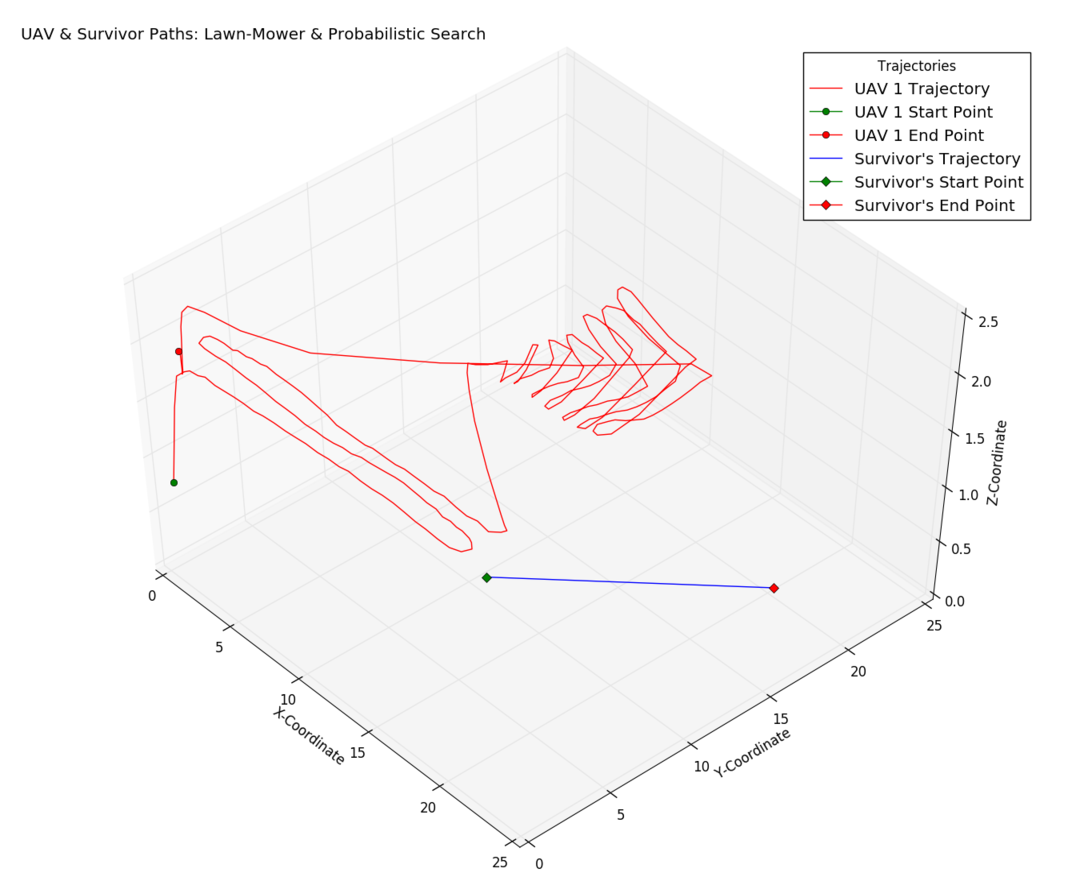 UAV & Survivor Paths: Lawn-Mower & Probabilistic Search
Trajectories
UAV 1 Trajectory
UAV 1 Start Point
UAV 1 End Point
Survivor's Trajectory
Survivor's Start Point
Survivor's End Point
2.5
2.0
1.5
1.0
0.5
0.0
Z-Coordinate
0
5
10
15
20
25
X-Coordinate
0
5
10
15
20
25
Y-Coordinate